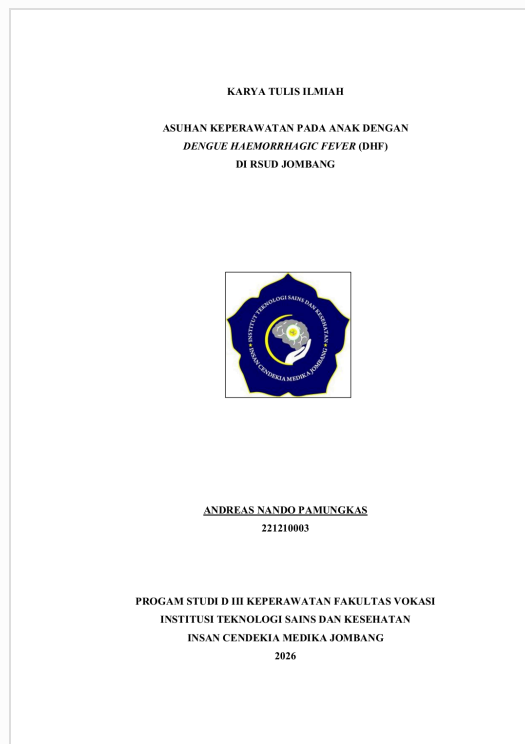 KARYA TULIS ILMIAH
ASUHAN KEPERAWATAN PADA ANAK DENGAN
DENGUE HAEMORRHAGIC FEVER (DHF)
DI RSUD JOMBANG
INSTITUT TEKNOLOGI SAINS DAN KESEHATAN
INSAN CENDEKIA MEDIKA JOMBANG
ANDREAS NANDO PAMUNGKAS
221210003
PROGAM STUDI D III KEPERAWATAN FAKULTAS VOKASI
INSTITUSI TEKNOLOGI SAINS DAN KESEHATAN
INSAN CENDEKIA MEDIKA JOMBANG
2026